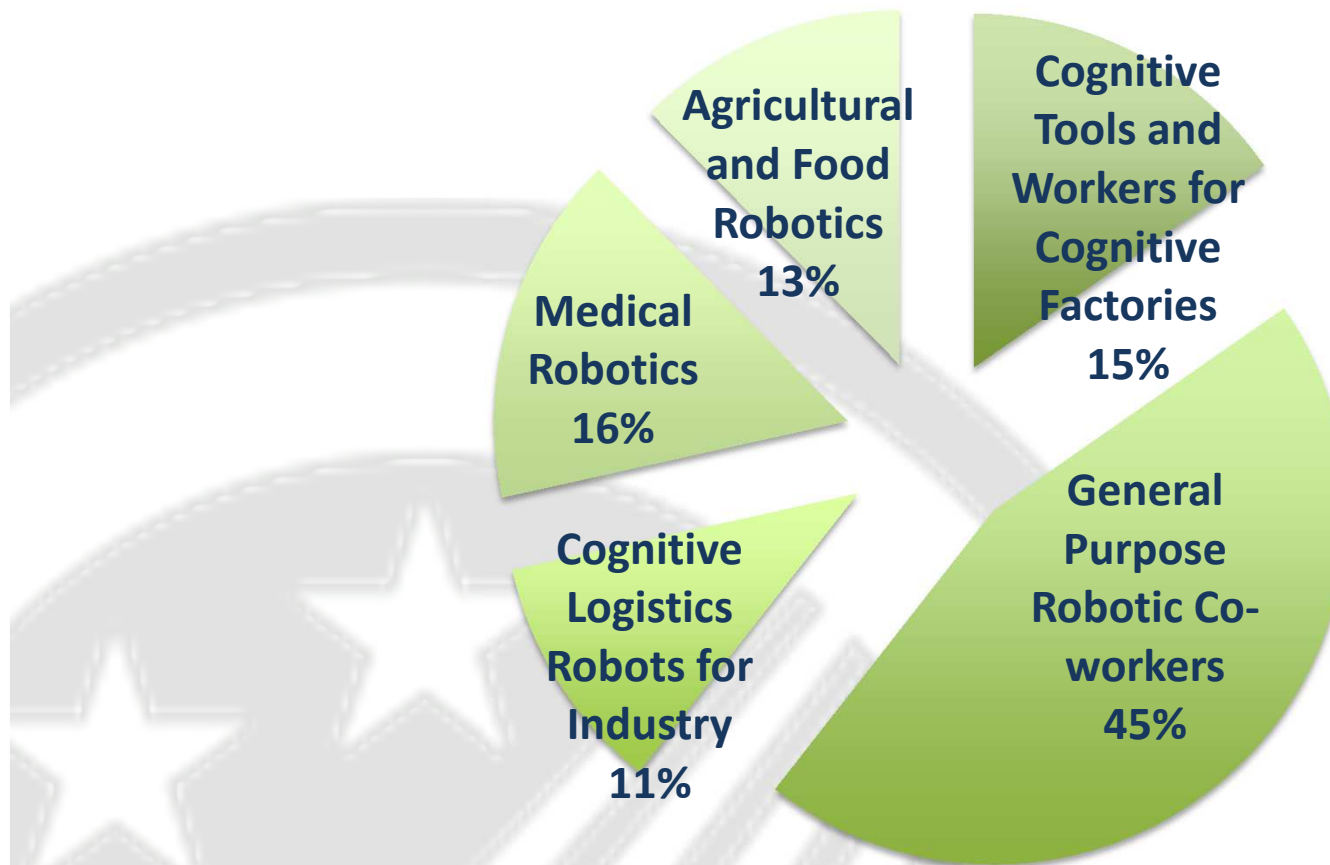 Cognitive
Tools and
Workers for
Cognitive
Factories
15%
General
Purpose
Robotic Co-
workers
45%
Cognitive
Logistics
Robots for
Industry
11%
Medical
Robotics
16%
Agricultural
and Food
Robotics
13%